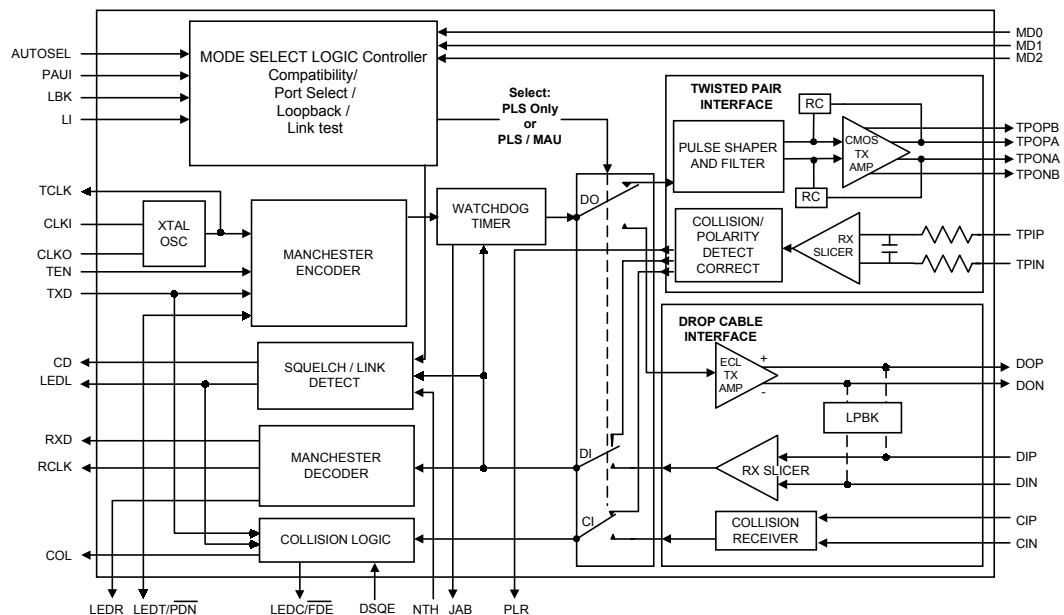 AUTOSEL
PAUI
LBK
LI
MODE SELECT LOGIC Controller
Compatibility/
Port Select /
Loopback /
Link test
MD0
MD1
MD2
Select:
PLS Only
or
PLS / MAU
TWISTED PAIR
INTERFACE
RC
PULSE SHAPER
AND FILTER
CMOS
TX
AMP
RC
TPOPB
TPOPA
TPONA
TPONB
TCLK
CLKI
CLKO
TEN
TXD
XTAL
OSC
MANCHESTER
ENCODER
WATCHDOG
TIMER
DO
COLLISION/
POLARITY
DETECT
CORRECT
RX
SLICER
TPIP
TPIN
DROP CABLE
INTERFACE
CD
LEDL
SQUELCH / LINK
DETECT
ECL
TX
AMP
+
-
DOP
DON
LPBK
RXD
RCLK
MANCHESTER
DECODER
DI
RX SLICER
DIP
DIN
COL
COLLISION LOGIC
CI
COLLISION
RECEIVER
CIP
CIN
LEDR
LEDT/PDN
LEDC/FDE
DSQE
NTH
JAB
PLR